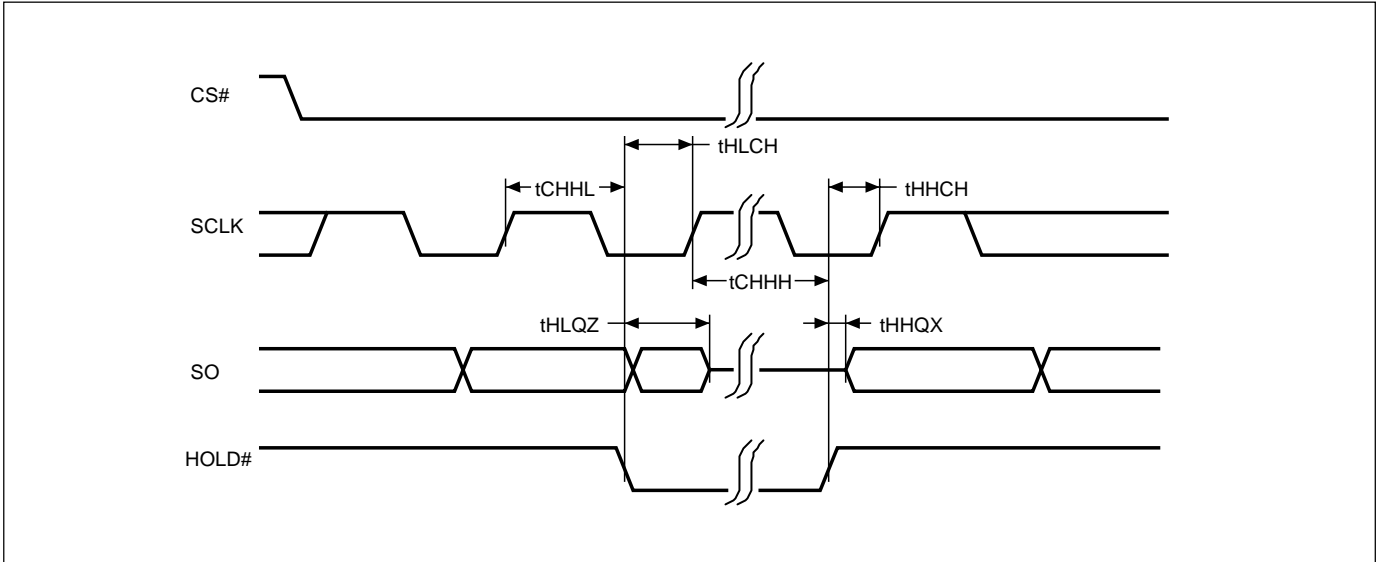 CS#
tHLCH
tCHHL
tHHCH
SCLK
tCHHH
tHLQZ
tHHQX
SO
HOLD#